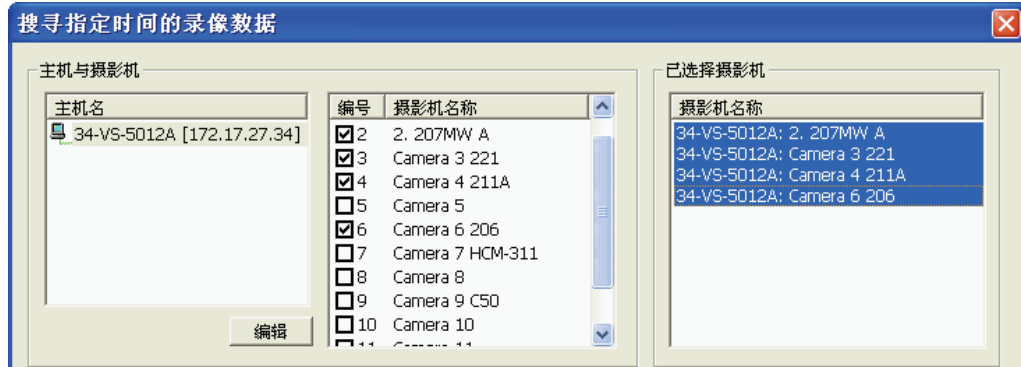 搜寻指定时间的录像数据
主机与摄影机
主机名
34-VS-5012A [172.17.27.34]
编辑
编号 摄影机名称
2 2. 207MW A
3 Camera 3 221
4 Camera 4 211A
5 Camera 5
6 Camera 6 206
7 Camera 7 HCM-311
8 Camera 8
9 Camera 9 C50
10 Camera 10
已选择摄影机
摄影机名称
34-VS-5012A: 2. 207MW A
34-VS-5012A: Camera 3 221
34-VS-5012A: Camera 4 211A
34-VS-5012A: Camera 6 206